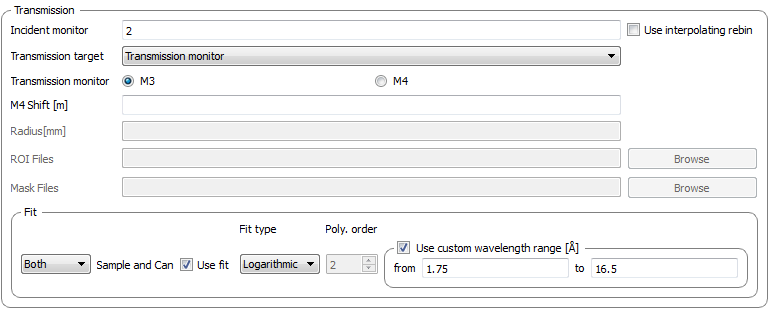 Transmission
Incident monitor 2 Use interpolating rebin
Transmission target Transmission monitor
Transmission monitor M3 M4
M4 Shift [m]
Radius[mm]
ROI Files Browse
Mask Files Browse
Fit
Fit type Poly. order
Use custom wavelength range [Å]
Both Sample and Can Use fit Logarithmic 2 from 1.75 to 16.5